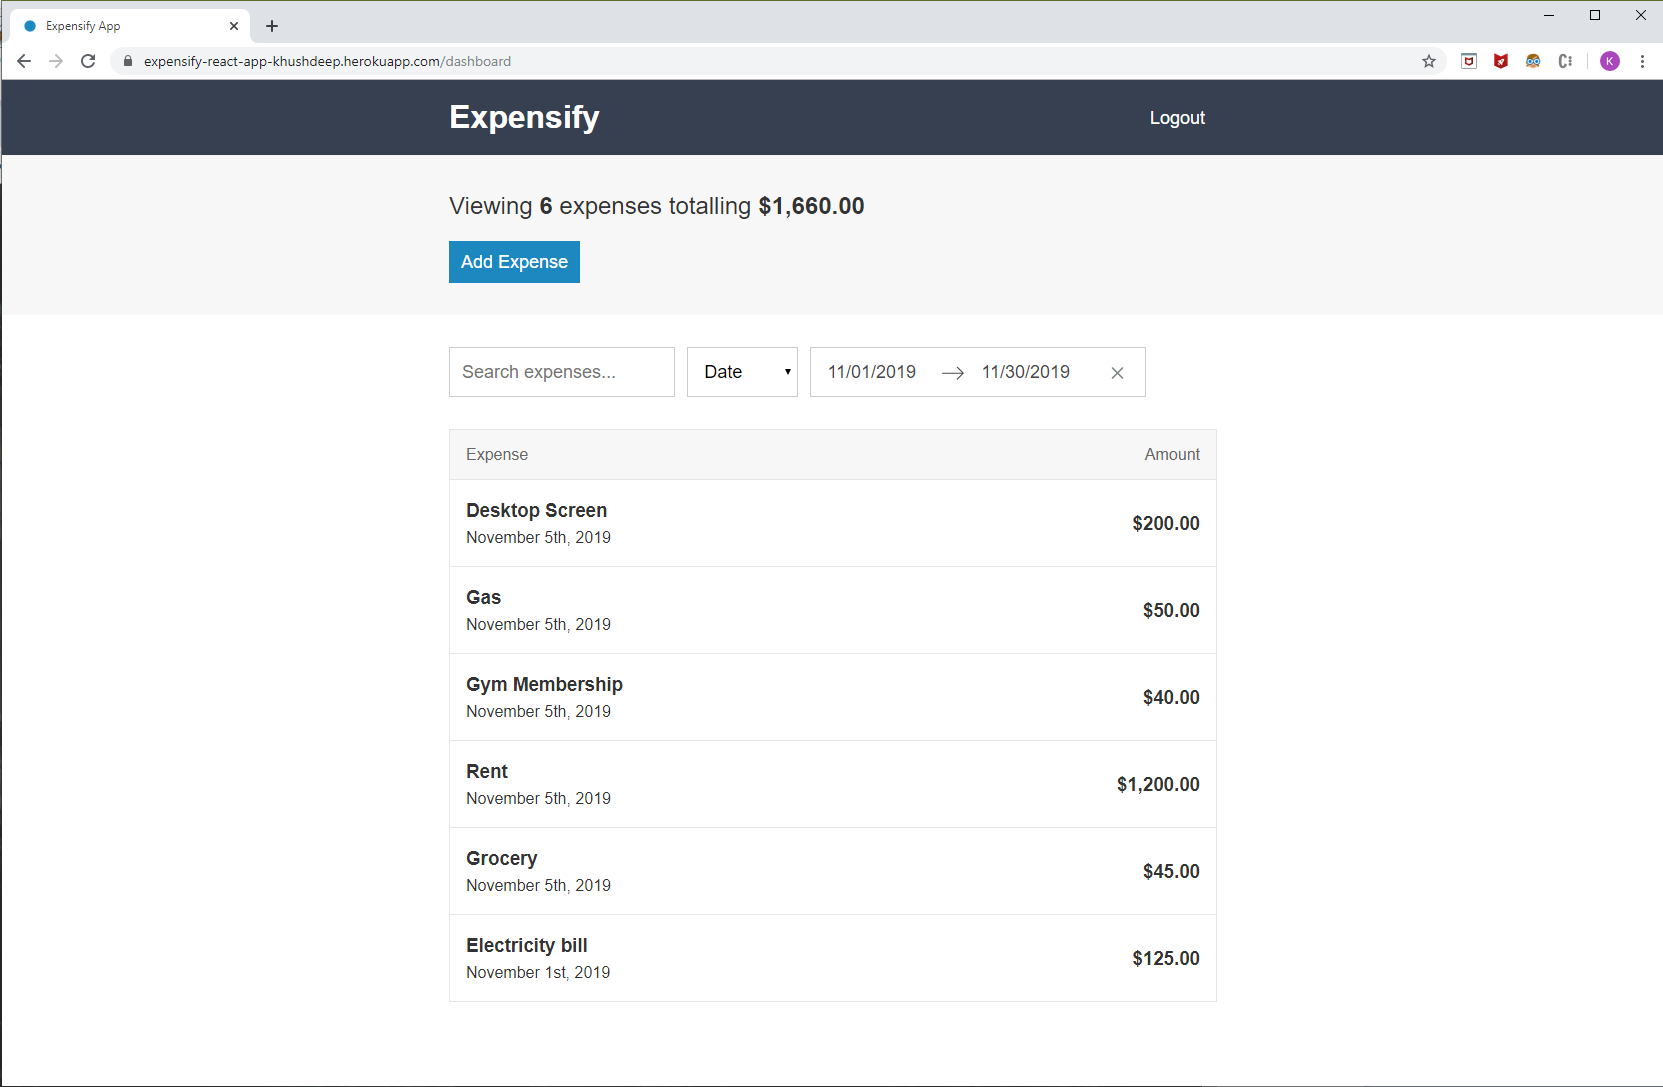 Expensify App
expensify-react-app-khushdeep.herokuapp.com/dashboard
K
Expensify
Logout
Viewing 6 expenses totalling $1,660.00
Add Expense
Search expenses...
Date
11/01/2019
11/30/2019
Expense
Amount
Desktop Screen
November 5th, 2019
$200.00
Gas
November 5th, 2019
$50.00
Gym Membership
November 5th, 2019
$40.00
Rent
November 5th, 2019
$1,200.00
Grocery
November 5th, 2019
$45.00
Electricity bill
November 1st, 2019
$125.00